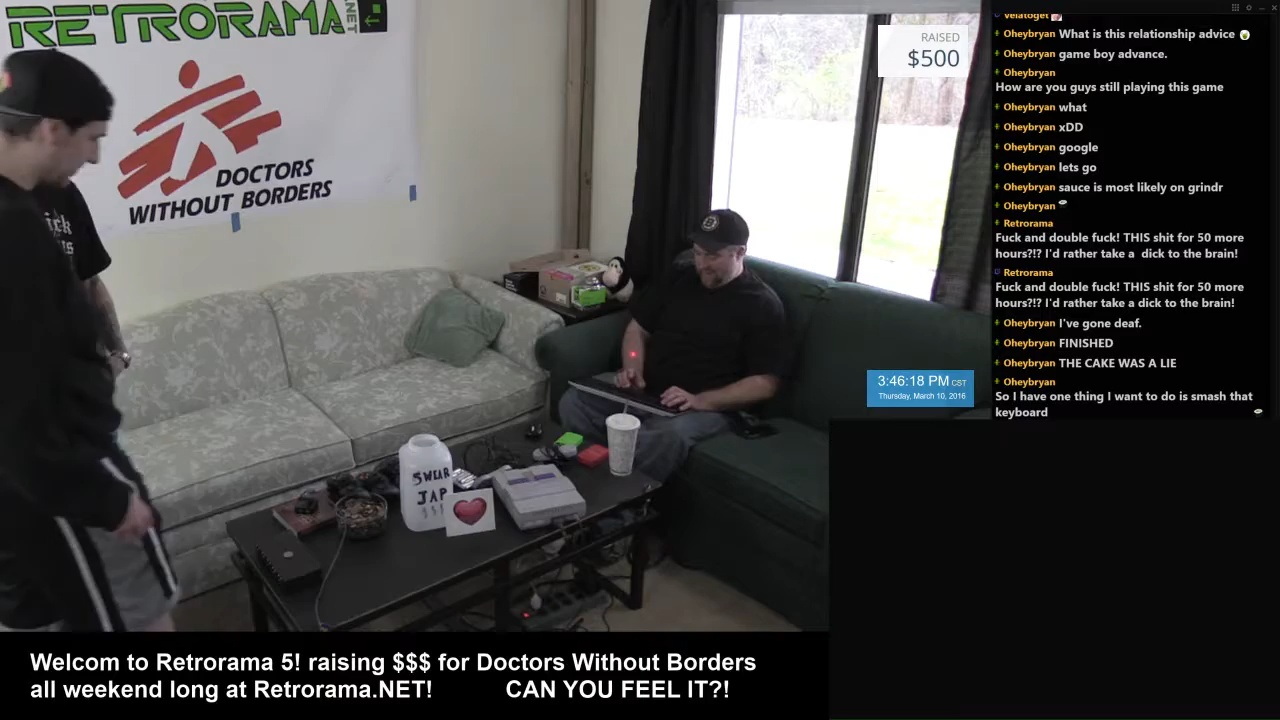 RETRORAMA
.NET
DOCTORS
WITHOUT BORDERS
RAISED
$500
SWEAR
JAR
$$$
3:46:18 PM CST
Thursday, March 10, 2016
Velatoget
Oheybryan What is this relationship advice
Oheybryan game boy advance.
Oheybryan
How are you guys still playing this game
Oheybryan what
Oheybryan xDD
Oheybryan google
Oheybryan lets go
Oheybryan sauce is most likely on grindr
Oheybryan
Retrorama
Fuck and double fuck! THIS shit for 50 more
hours?!? I'd rather take a dick to the brain!
Retrorama
Fuck and double fuck! THIS shit for 50 more
hours?!? I'd rather take a dick to the brain!
Oheybryan I've gone deaf.
Oheybryan FINISHED
Oheybryan THE CAKE WAS A LIE
Oheybryan
So I have one thing I want to do is smash that
keyboard
Welcom to Retrorama 5! raising $$$ for Doctors Without Borders
all weekend long at Retrorama.NET! CAN YOU FEEL IT?!